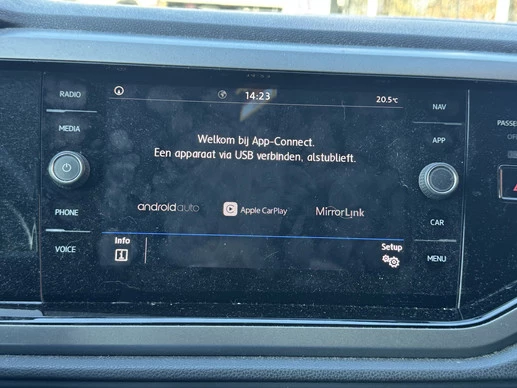 RADIO
14:23
20.5°C
NAV
MEDIA
PASSE
OF
APP
Welkom bij App-Connect.
Een apparaat via USB verbinden, alstublieft.
androidauto
Apple CarPlay
MirrorLink
PHONE
CAR
VOICE
Info
Setup
MENU